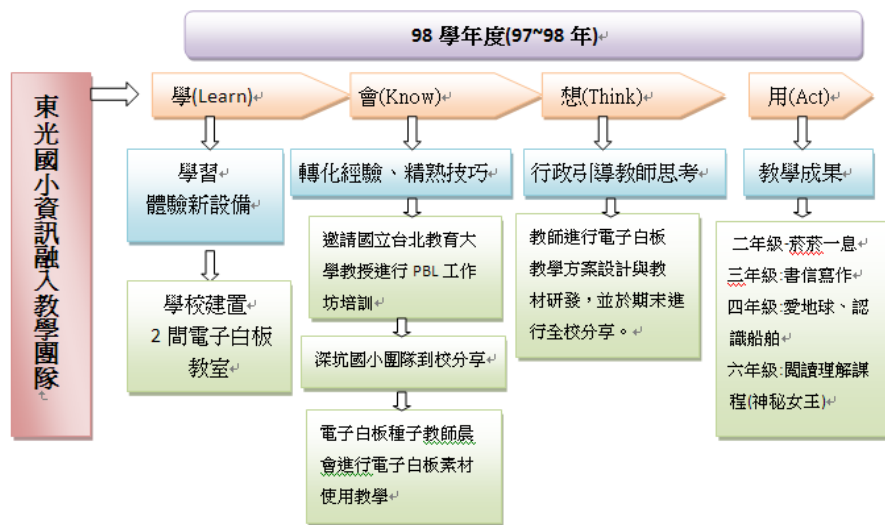 98 學年度(97~98 年)
東光國小資訊融入教學團隊
學(Learn)
會(Know)
想(Think)
用(Act)
學習
體驗新設備
轉化經驗、精熟技巧
行政引導教師思考
教學成果
學校建置
2 間電子白板
教室
邀請國立台北教育大
學教授進行 PBL 工作
坊培訓
深坑國小團隊到校分享
電子白板種子教師晨
會進行電子白板素材
使用教學
教師進行電子白板
教學方案設計與教
材研發，並於期末進
行全校分享。
二年級-菸菸一息
三年級:書信寫作
四年級:愛地球、認
識船舶
六年級:閱讀理解課
程(神秘女王)